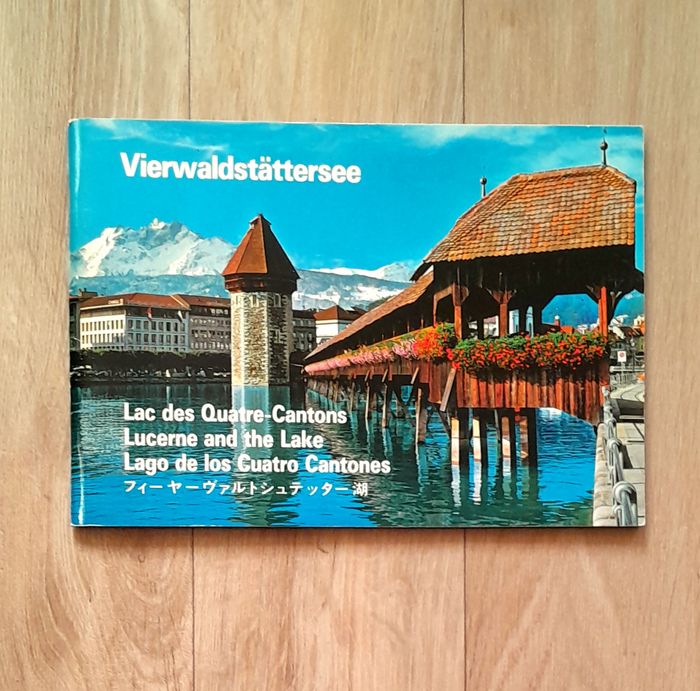 Vierwaldstättersee
Lac des Quatre-Cantons
Lucerne and the Lake
Lago de los Cuatro Cantones
フィーヤーヴァルトシュテッター湖